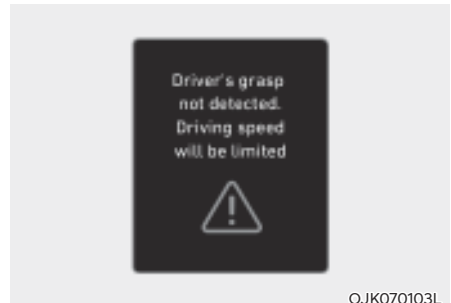 Driver's grasp
not detected.
Driving speed
will be limited
OJK070103L